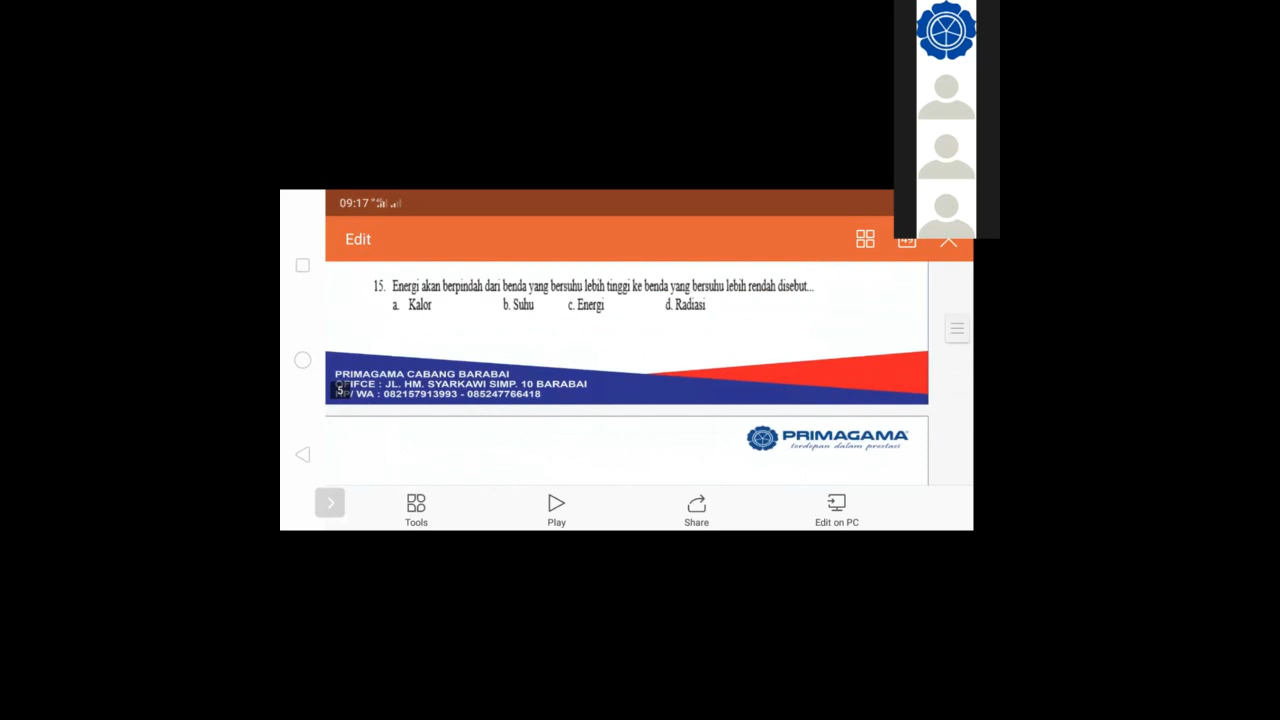 09:17
Edit
49
15. Energi akan berpindah dari benda yang bersuhu lebih tinggi ke benda yang bersuhu lebih rendah disebut...
a. Kalor b. Suhu c. Energi d. Radiasi
PRIMAGAMA CABANG BARABAI
: JL. HM. SYARKAWI SIMP. 10 BARABAI
5
/ WA : 082157913993 - 085247766418
PRIMAGAMA
terdepan dalam prestasi
Tools
Play
Share
Edit on PC